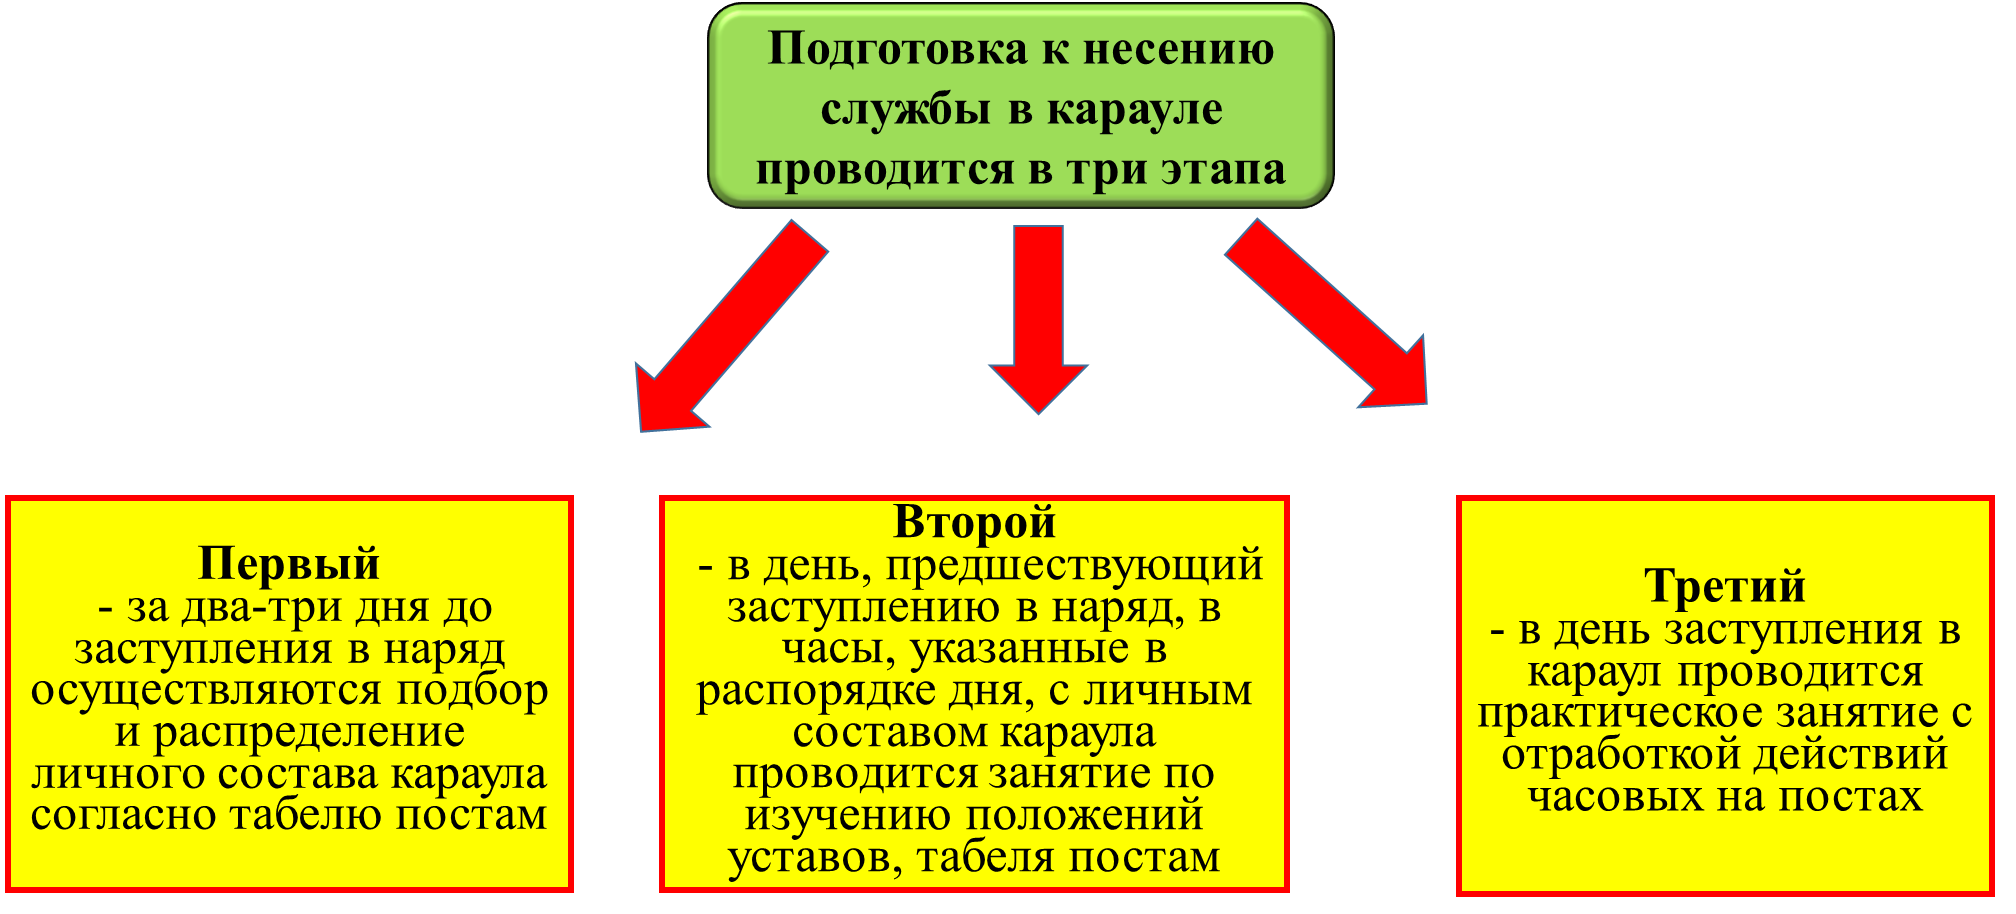 Подготовка к несению
службы в карауле
проводится в три этапа
Первый
- за два-три дня до
заступления в наряд
осуществляются подбор
и распределение
личного состава караула
согласно табелю постам
Второй
- в день, предшествующий
заступлению в наряд, в
часы, указанные в
распорядке дня, с личным
составом караула
проводится занятие по
изучению положений
уставов, табеля постам
Третий
- в день заступления в
караул проводится
практическое занятие с
отработкой действий
часовых на постах